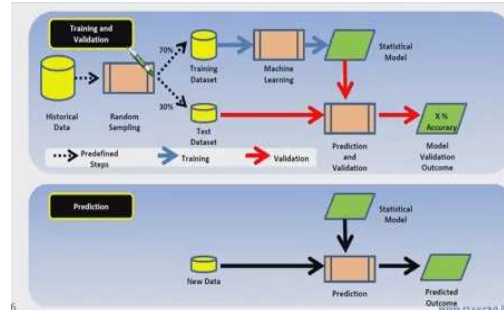 Training and
Validation
70%
30%
Historical
Data
Random
Sampling
Training
Dataset
Machine
Learning
Statistical
Model
Test
Dataset
Prediction
and
Validation
X %
Accuracy
Model
Validation
Outcome
Predefined
Steps
Training
Validation
Prediction
Statistical
Model
New Data
Prediction
Predicted
Outcome
6